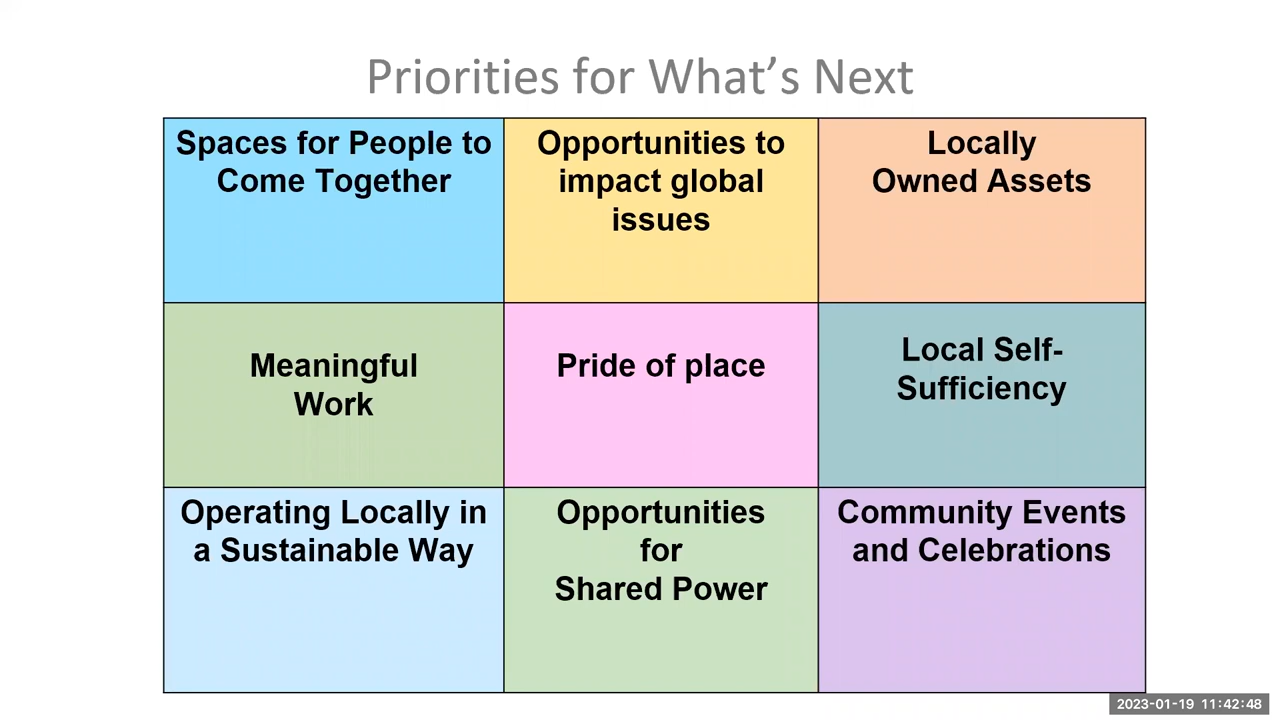 Priorities for What's Next
Spaces for People to
Come Together
Opportunities to
impact global
issues
Locally
Owned Assets
Meaningful
Work
Pride of place
Local Self-
Sufficiency
Operating Locally in
a Sustainable Way
Opportunities
for
Shared Power
Community Events
and Celebrations
2023-01-19 11:42:48